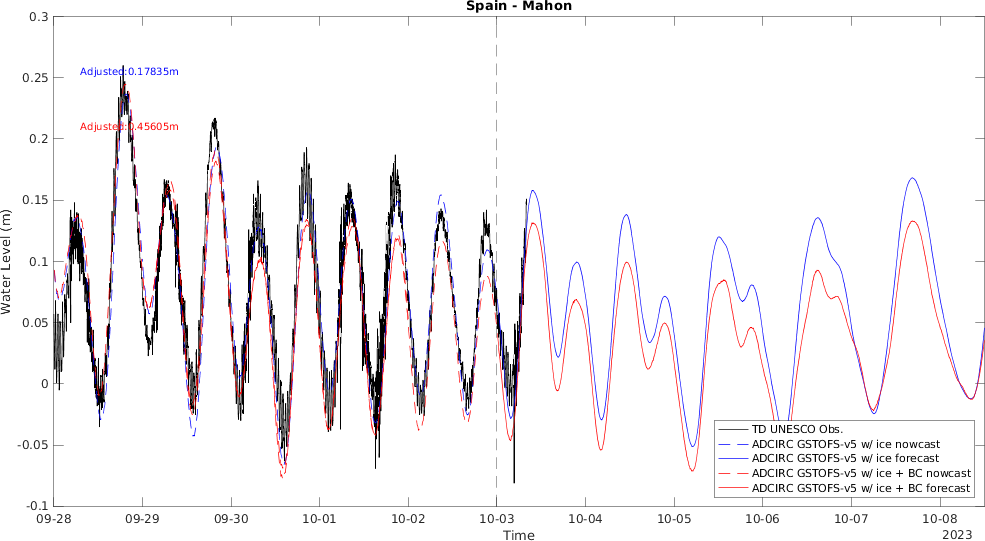 Spain - Mahon
0.3
0.25
0.2
0.15
0.1
0.05
0
-0.05
-0.1
Water Level (m)
Adjusted:0.17835m
Adjusted:0.45605m
TD UNESCO Obs.
ADCIRC GSTOFS-v5 w/ ice nowcast
ADCIRC GSTOFS-v5 w/ ice forecast
ADCIRC GSTOFS-v5 w/ ice + BC nowcast
ADCIRC GSTOFS-v5 w/ ice + BC forecast
09-28 09-29 09-30 10-01 10-02 10-03 10-04 10-05 10-06 10-07 10-08
Time
2023